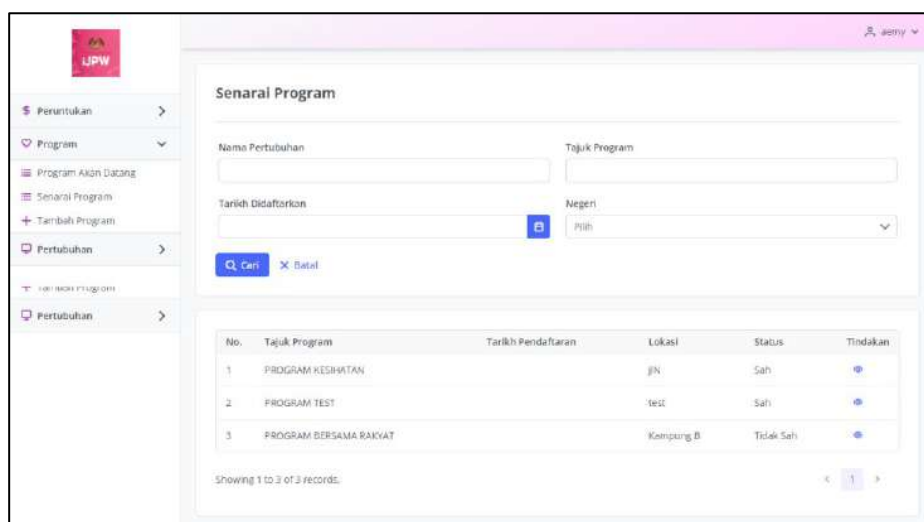 iJPW
aemy
Peruntukan
Program
Program Akan Datang
Senarai Program
Tambah Program
Pertubuhan
Tambah Program
Pertubuhan
Senarai Program
Nama Pertubuhan Tajuk Program
Tarikh Didaftarkan Negeri
Pilih
Cari Batal
No. Tajuk Program Tarikh Pendaftaran Lokasi Status Tindakan
1 PROGRAM KESIHATAN JIN Sah
2 PROGRAM TEST test Sah
3 PROGRAM BERSAMA RAKYAT Kampung B Tidak Sah
Showing 1 to 3 of 3 records.
1